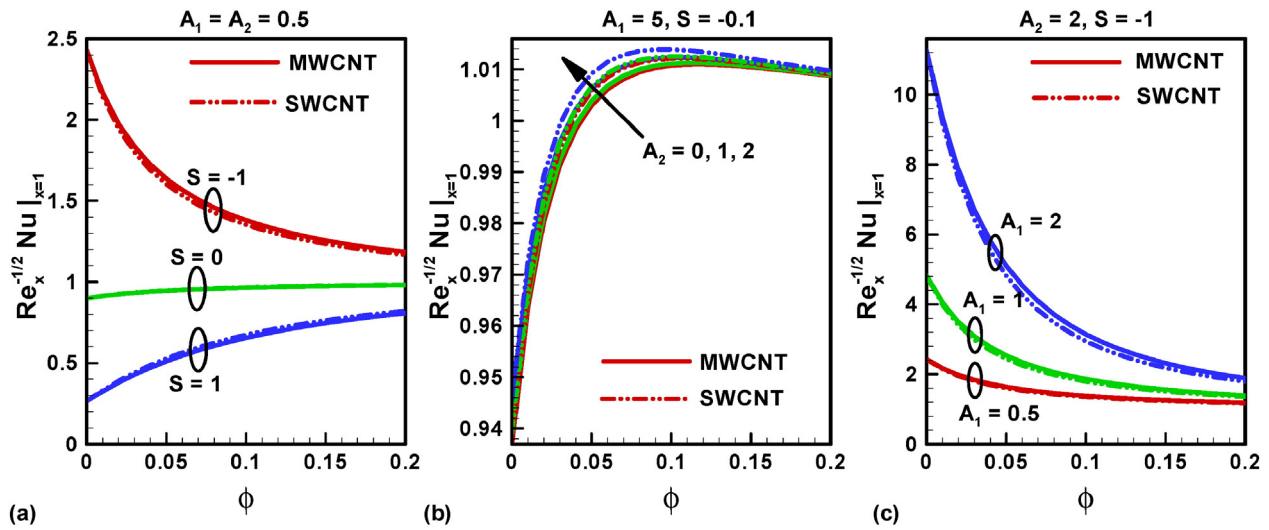 A1 = A2 = 0.5
Rex^-1/2 Nu |x=1
2.5
2
1.5
1
0.5
0
MWCNT
SWCNT
S = -1
S = 0
S = 1
0 0.05 0.1 0.15 0.2
ϕ
(a)
A1 = 5, S = -0.1
Rex^-1/2 Nu |x=1
1.01
1
0.99
0.98
0.97
0.96
0.95
0.94
A2 = 0, 1, 2
MWCNT
SWCNT
0 0.05 0.1 0.15 0.2
ϕ
(b)
A2 = 2, S = -1
Rex^-1/2 Nu |x=1
10
8
6
4
2
0
MWCNT
SWCNT
A1 = 2
A1 = 1
A1 = 0.5
0 0.05 0.1 0.15 0.2
ϕ
(c)